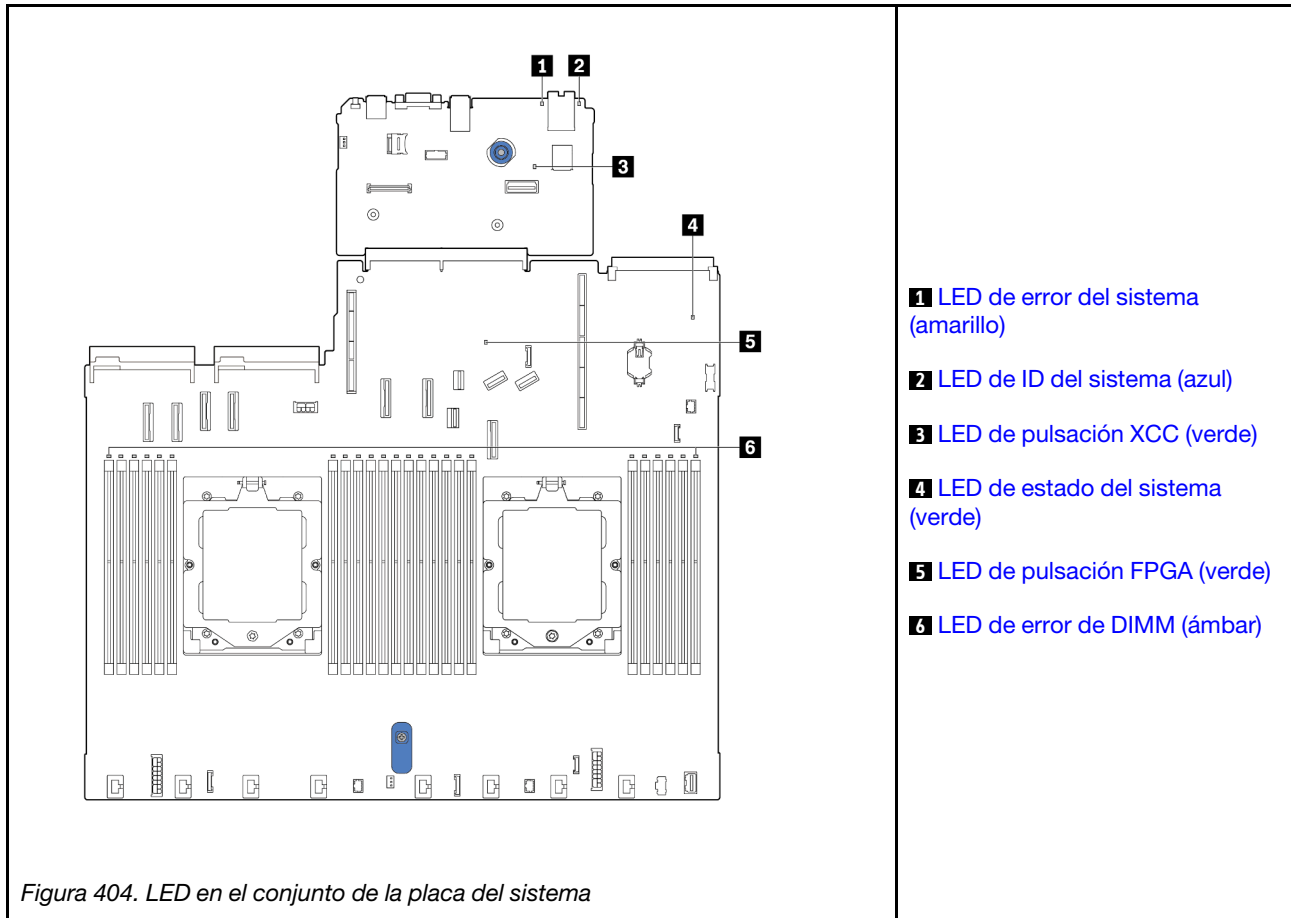 1 2
3
4
5
6
Figura 404. LED en el conjunto de la placa del sistema
1 LED de error del sistema
(amarillo)
2 LED de ID del sistema (azul)
3 LED de pulsación XCC (verde)
4 LED de estado del sistema
(verde)
5 LED de pulsación FPGA (verde)
6 LED de error de DIMM (ámbar)